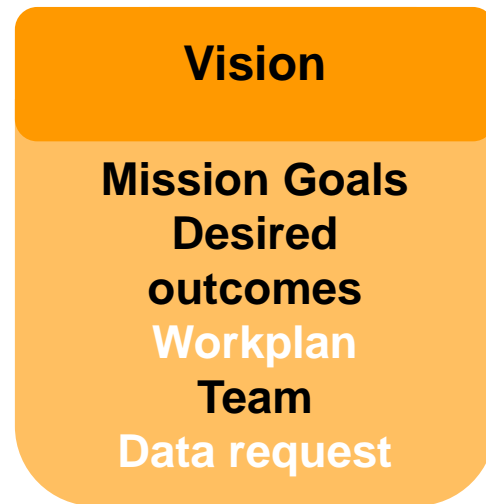 Vision
Mission Goals
Desired
outcomes
Workplan
Team
Data request